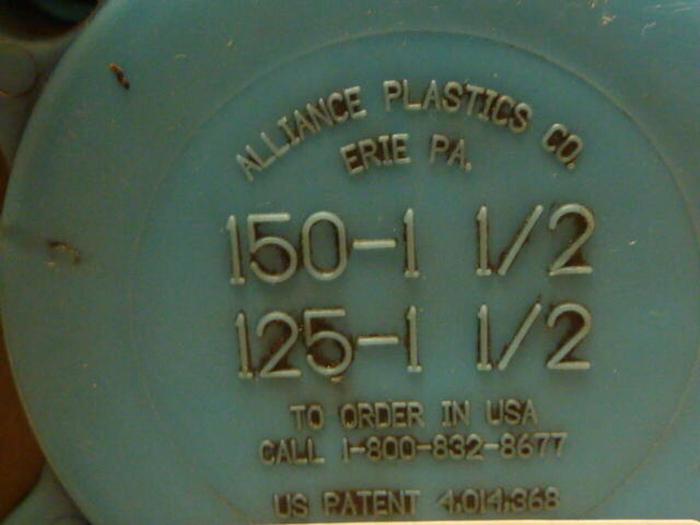 ALLIANCE PLASTICS CO.
ERIE PA.
150-1 1/2
125-1 1/2
TO ORDER IN USA
CALL 1-800-832-8677
US PATENT 4,014,368